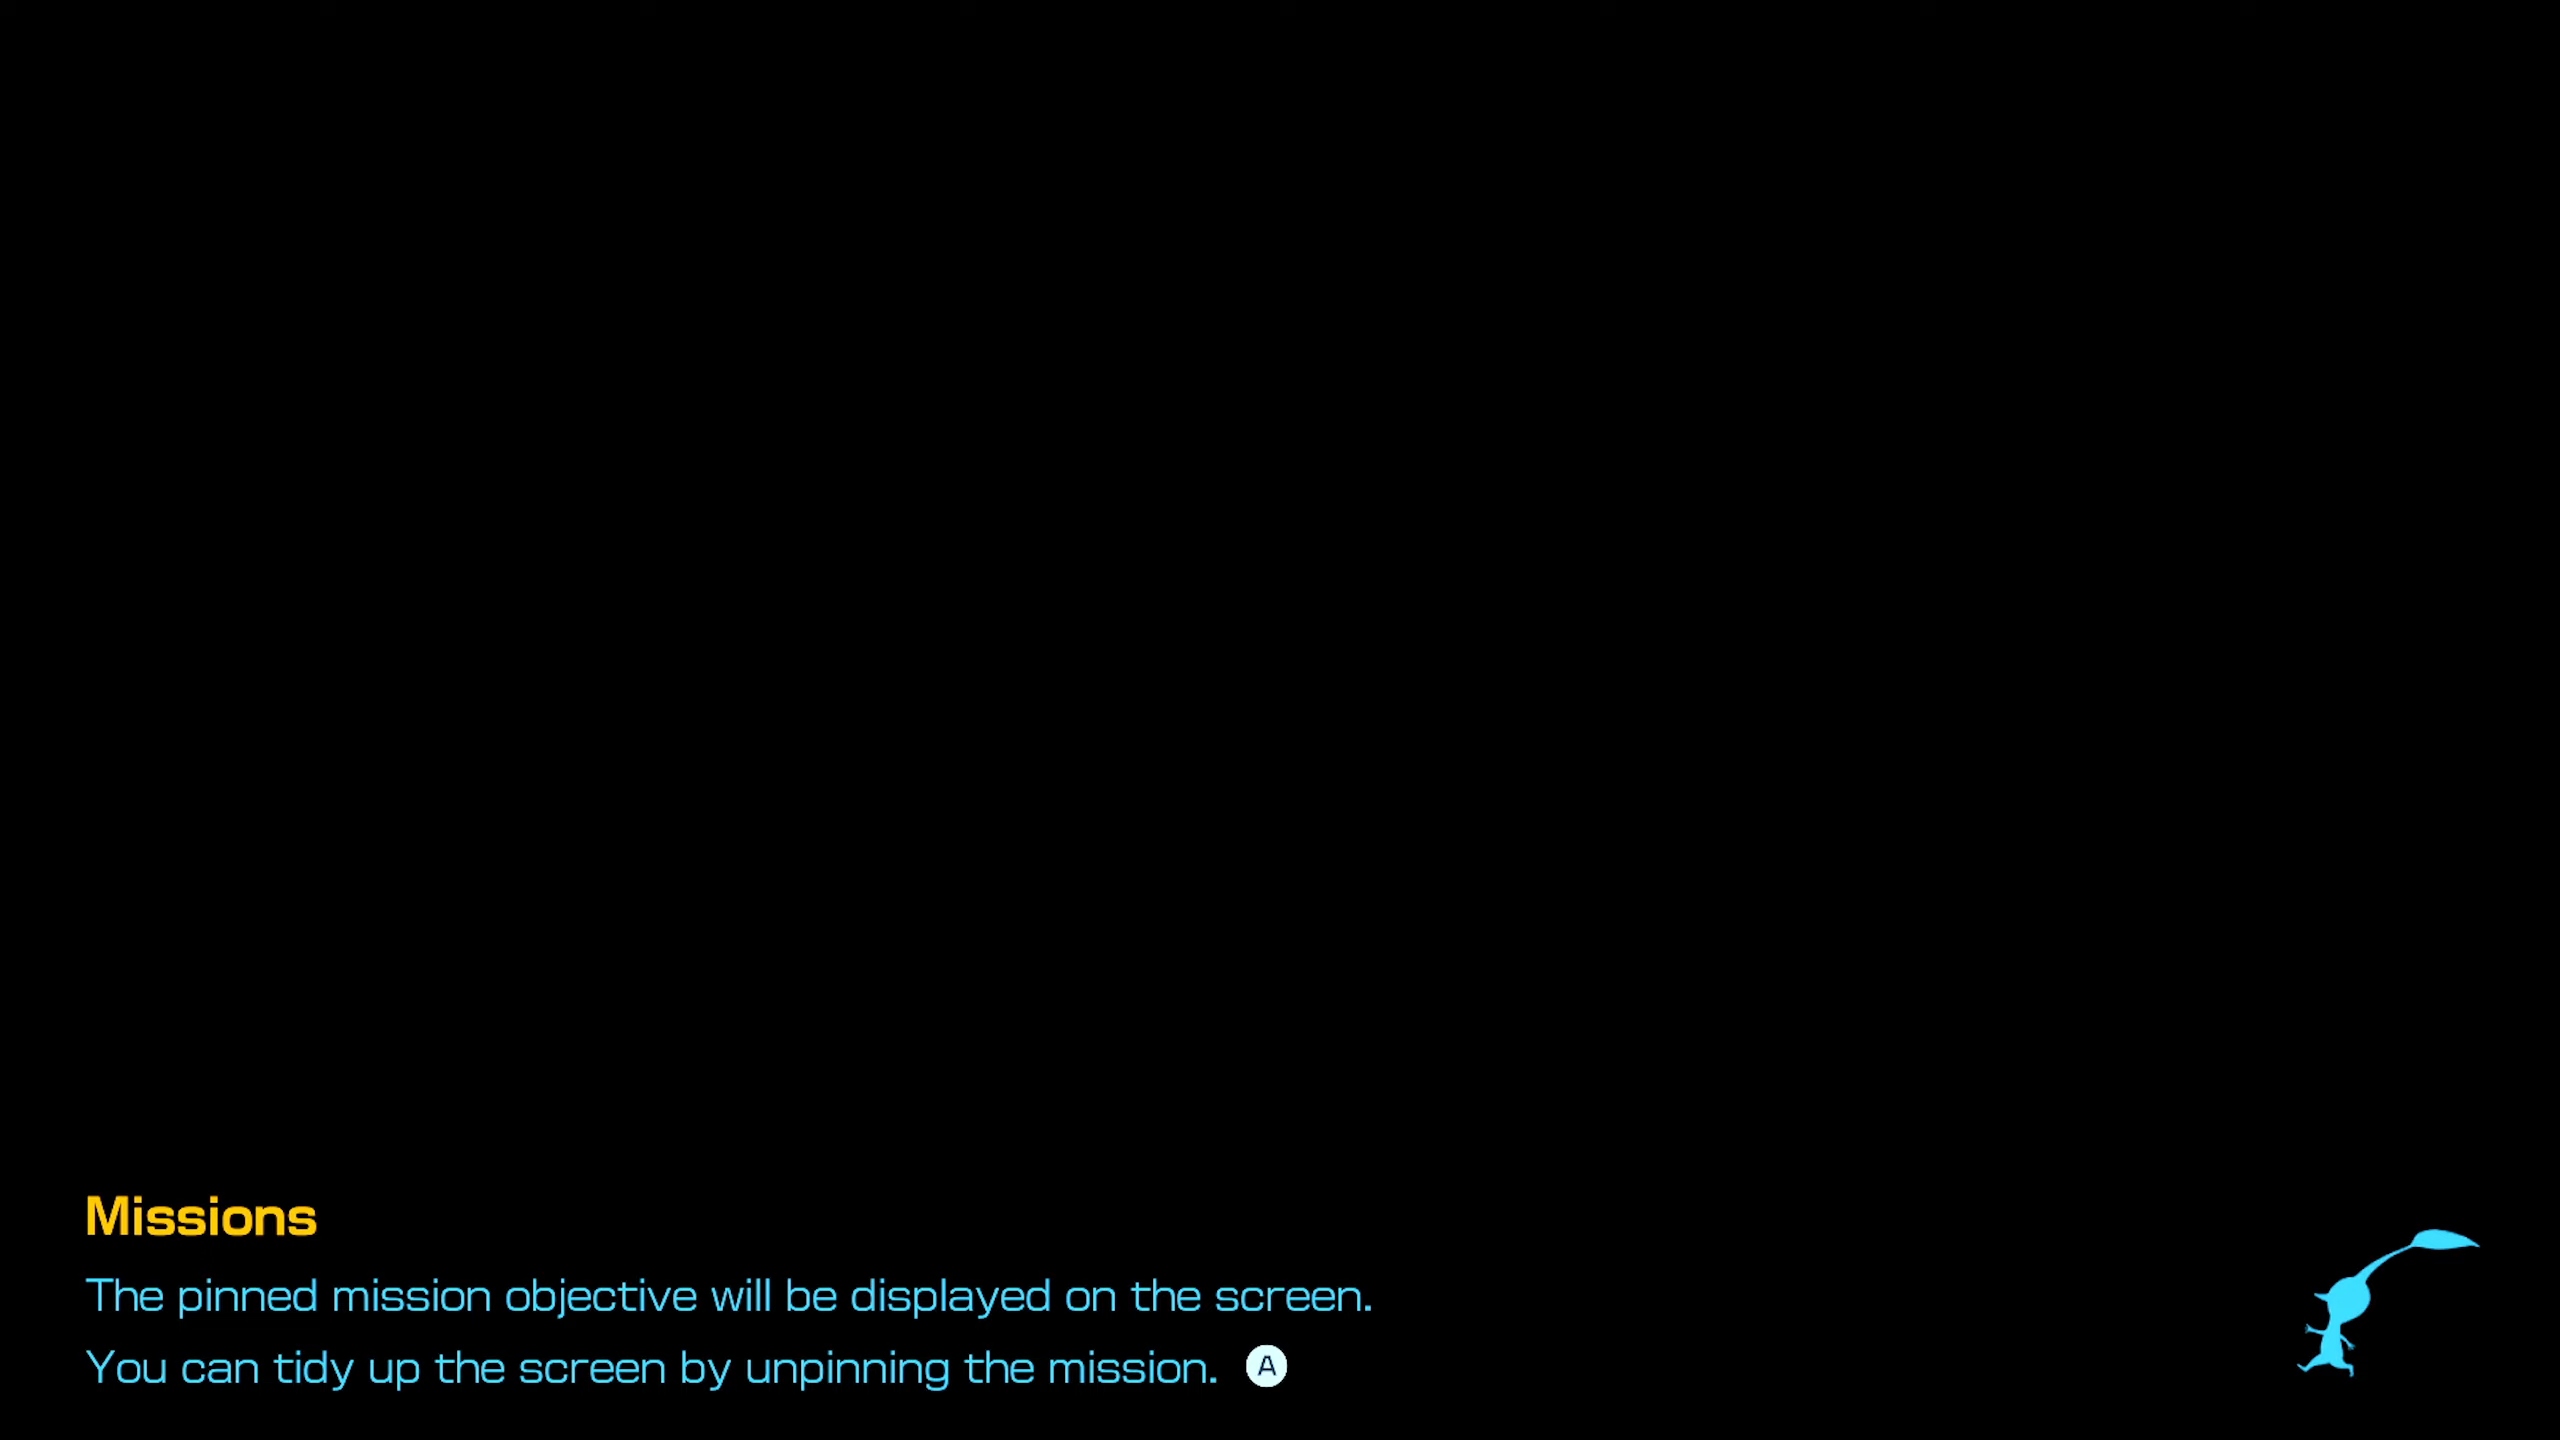 Missions
The pinned mission objective will be displayed on the screen.
You can tidy up the screen by unpinning the mission. A